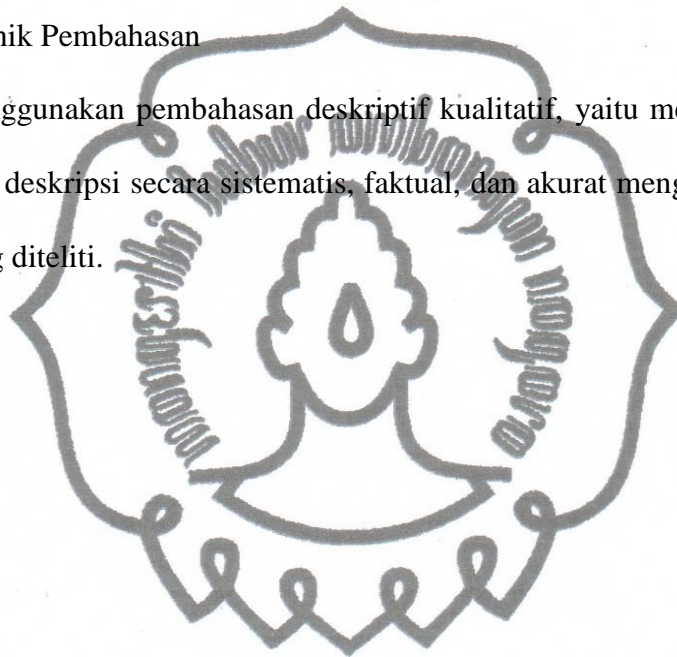 nik Pembahasan
ggunakan pembahasan deskriptif kualitatif, yaitu me
deskripsi secara sistematis, faktual, dan akurat meng
g diteliti.